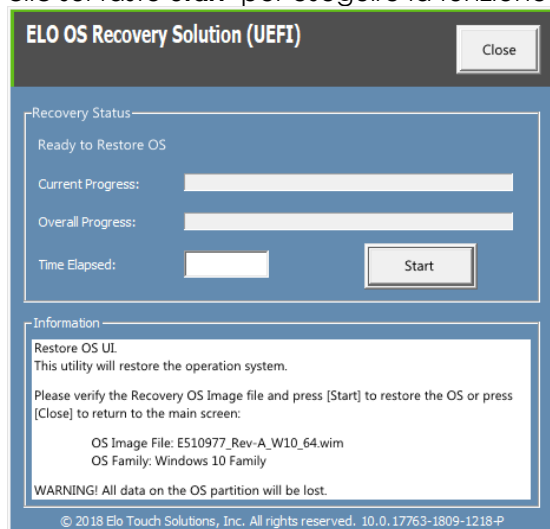 ELO OS Recovery Solution (UEFI)
Close
Recovery Status
Ready to Restore OS
Current Progress:
Overall Progress:
Time Elapsed:
Start
Information
Restore OS UI.
This utility will restore the operation system.
Please verify the Recovery OS Image file and press [Start] to restore the OS or press
[Close] to return to the main screen:
OS Image File: E510977_Rev-A_W10_64.wim
OS Family: Windows 10 Family
WARNING! All data on the OS partition will be lost.
© 2018 Elo Touch Solutions, Inc. All rights reserved. 10.0.17763-1809-1218-P